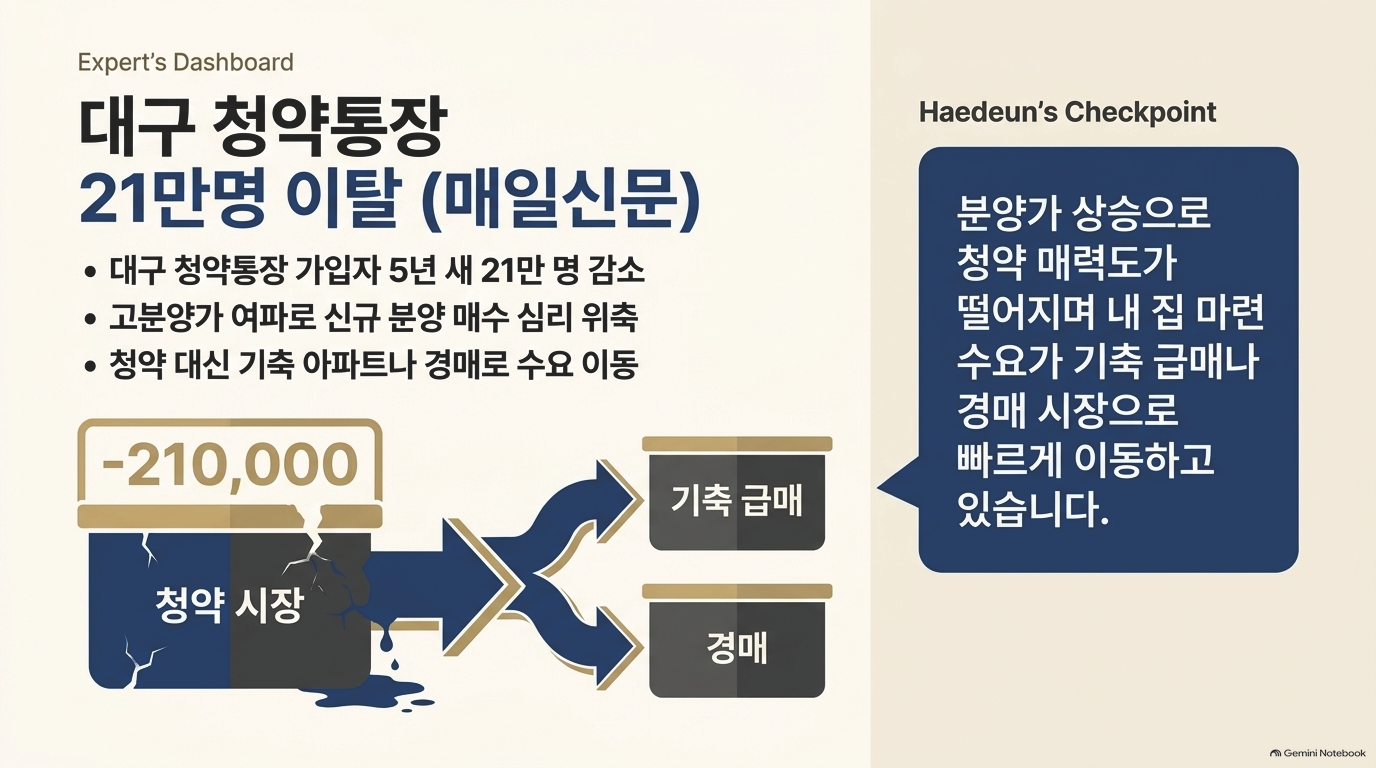 Expert's Dashboard
대구 청약통장
21만명 이탈 (매일신문)
• 대구 청약통장 가입자 5년 새 21만 명 감소
• 고분양가 여파로 신규 분양 매수 심리 위축
• 청약 대신 기축 아파트나 경매로 수요 이동
-210,000
청약 시장
기축 급매
경매
Haedeun's Checkpoint
분양가 상승으로
청약 매력도가
떨어지며 내 집 마련
수요가 기축 급매나
경매 시장으로
빠르게 이동하고
있습니다.
Gemini Notebook